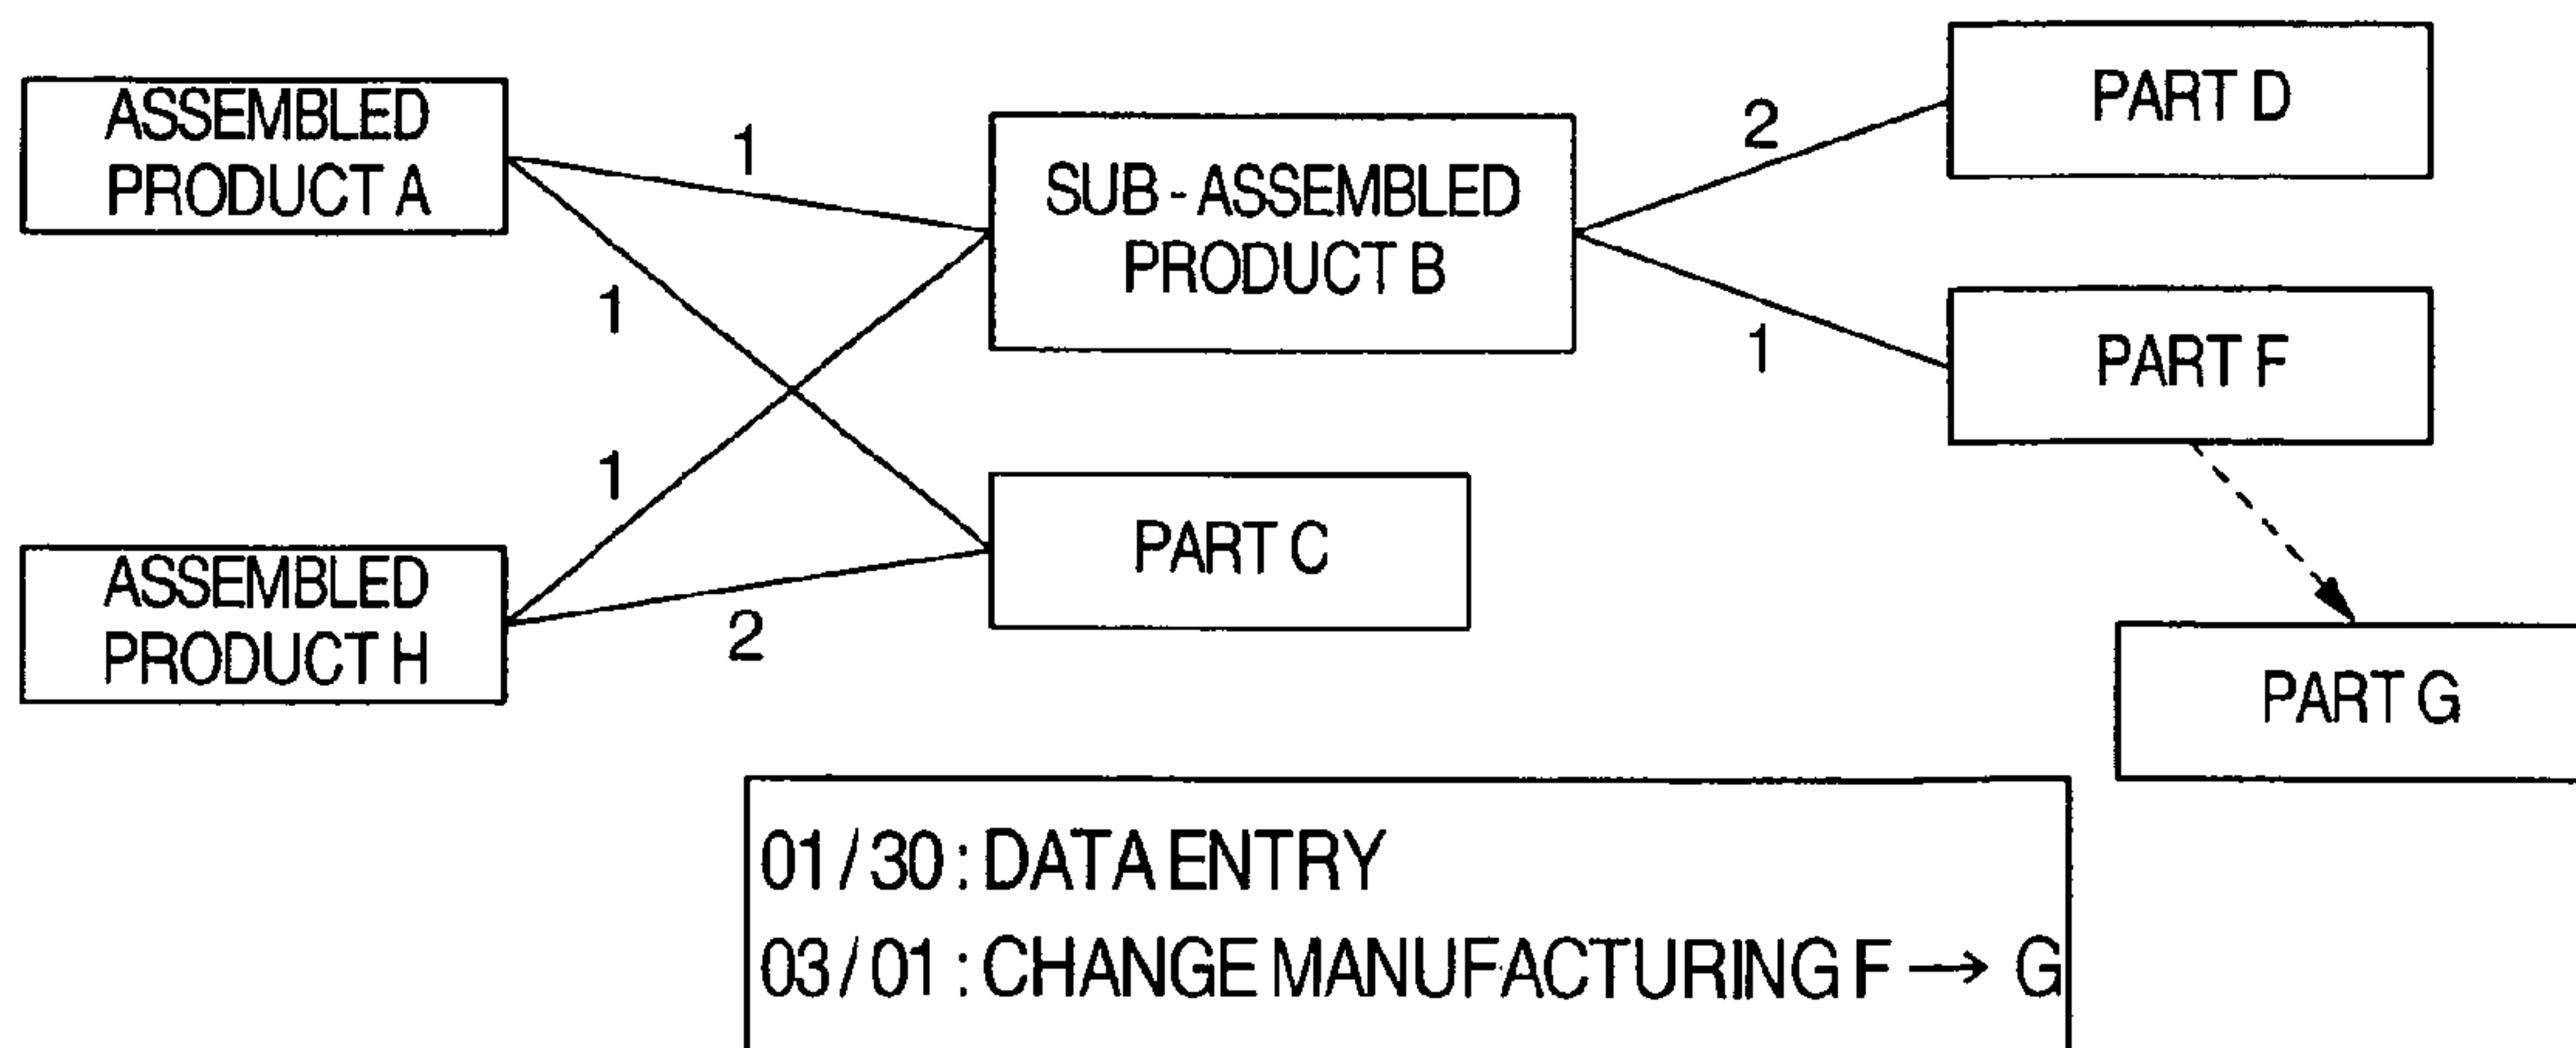 ASSEMBLED
PRODUCT A
1
SUB-ASSEMBLED
PRODUCT B
2
PART D
1
PART F
1
1
PART C
ASSEMBLED
PRODUCT H
2
PART G
01/30: DATA ENTRY
03/01: CHANGE MANUFACTURING F → G